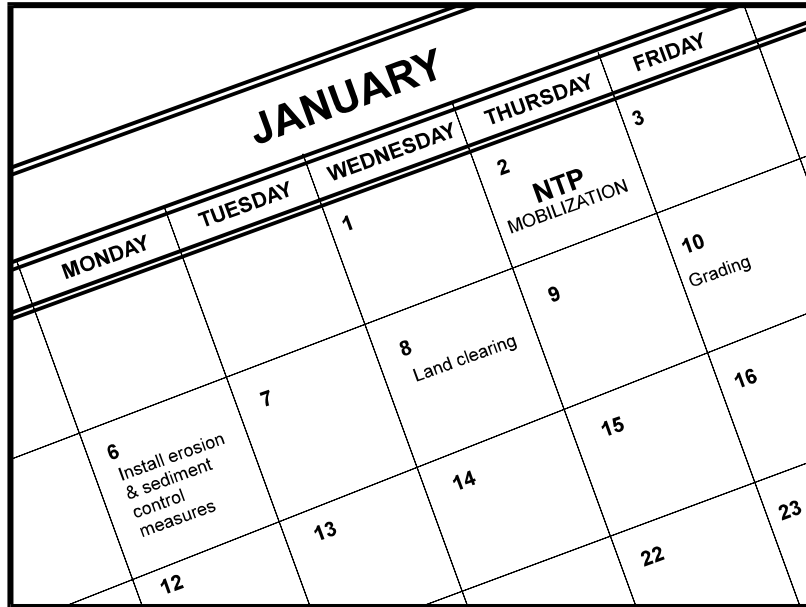 JANUARY
MONDAY TUESDAY WEDNESDAY THURSDAY FRIDAY
1
2
NTP
MOBILIZATION
3
6
Install erosion
& sediment
control
measures
7
8
Land clearing
9
10
Grading
12
13
14
15
16
22
23